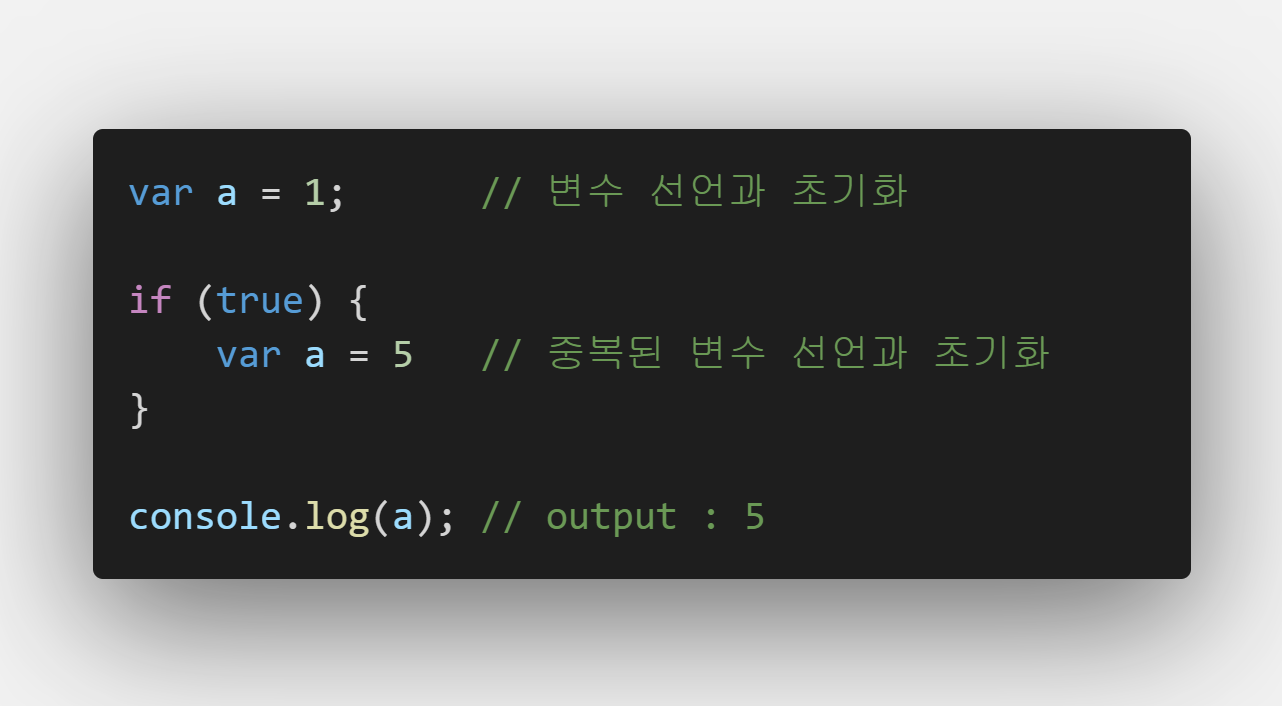 var a = 1;      // 변수 선언과 초기화
if (true) {
    var a = 5   // 중복된 변수 선언과 초기화
}
console.log(a); // output : 5